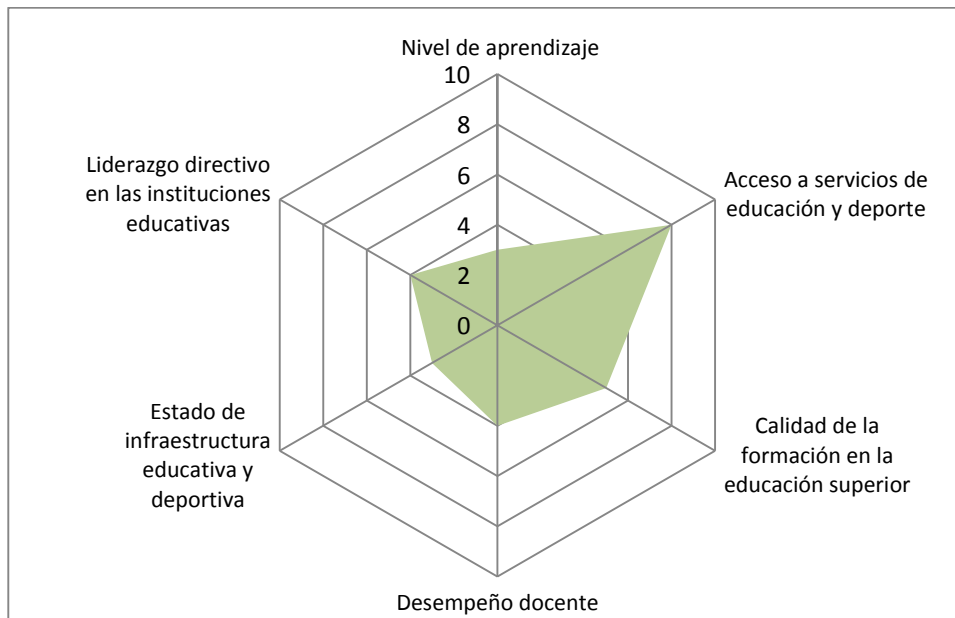 Nivel de aprendizaje
10
8
6
4
2
0
Acceso a servicios de
educación y deporte
Calidad de la
formación en la
educación superior
Desempeño docente
Estado de
infraestructura
educativa y
deportiva
Liderazgo directivo
en las instituciones
educativas